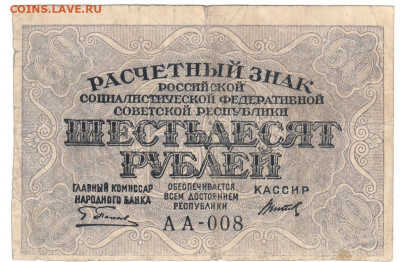 COINS.LAVE.RU
РАСЧЕТНЫЙ ЗНАК
РОССИЙСКОЙ
СОЦИАЛИСТИЧЕСКОЙ ФЕДЕРАТИВНОЙ
СОВЕТСКОЙ РЕСПУБЛИКИ
ШЕСТЬДЕСЯТ
РУБЛЕЙ
ГЛАВНЫЙ КОМИССАР
НАРОДНОГО БАНКА
ОБЕСПЕЧИВАЕТСЯ
ВСЕМ ДОСТОЯНИЕМ
РЕСПУБЛИКИ
КАССИР
АА-008